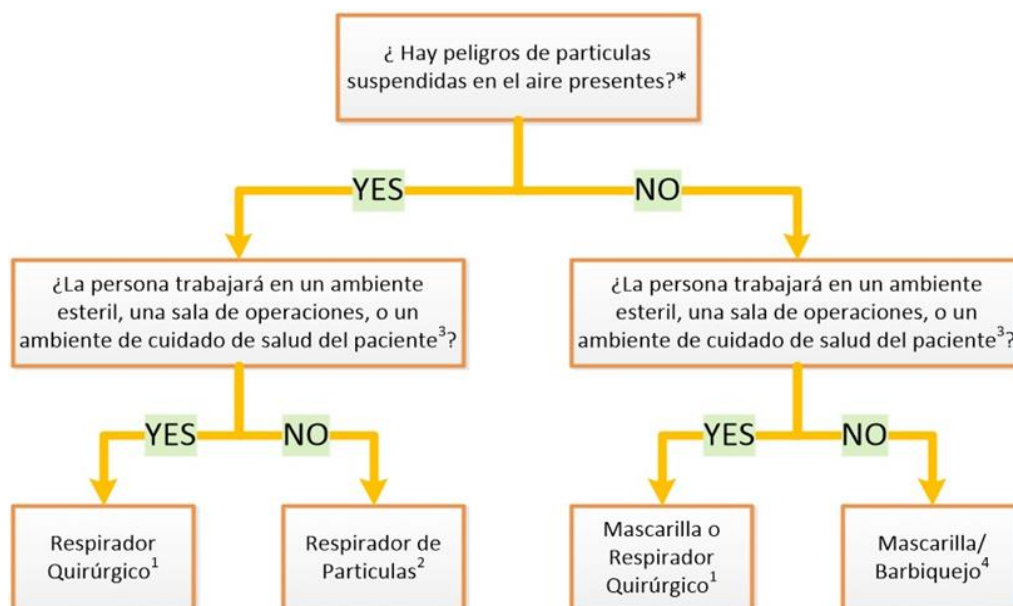 ¿ Hay peligros de particulas
suspendidas en el aire presentes?*
YES
NO
¿La persona trabajará en un ambiente
esteril, una sala de operaciones, o un
ambiente de cuidado de salud del paciente³?
¿La persona trabajará en un ambiente
esteril, una sala de operaciones, o un
ambiente de cuidado de salud del paciente³?
YES
NO
YES
NO
Respirador
Quirúrgico¹
Respirador de
Particulas²
Mascarilla o
Respirador
Quirúrgico¹
Mascarilla/
Barbiquejo⁴